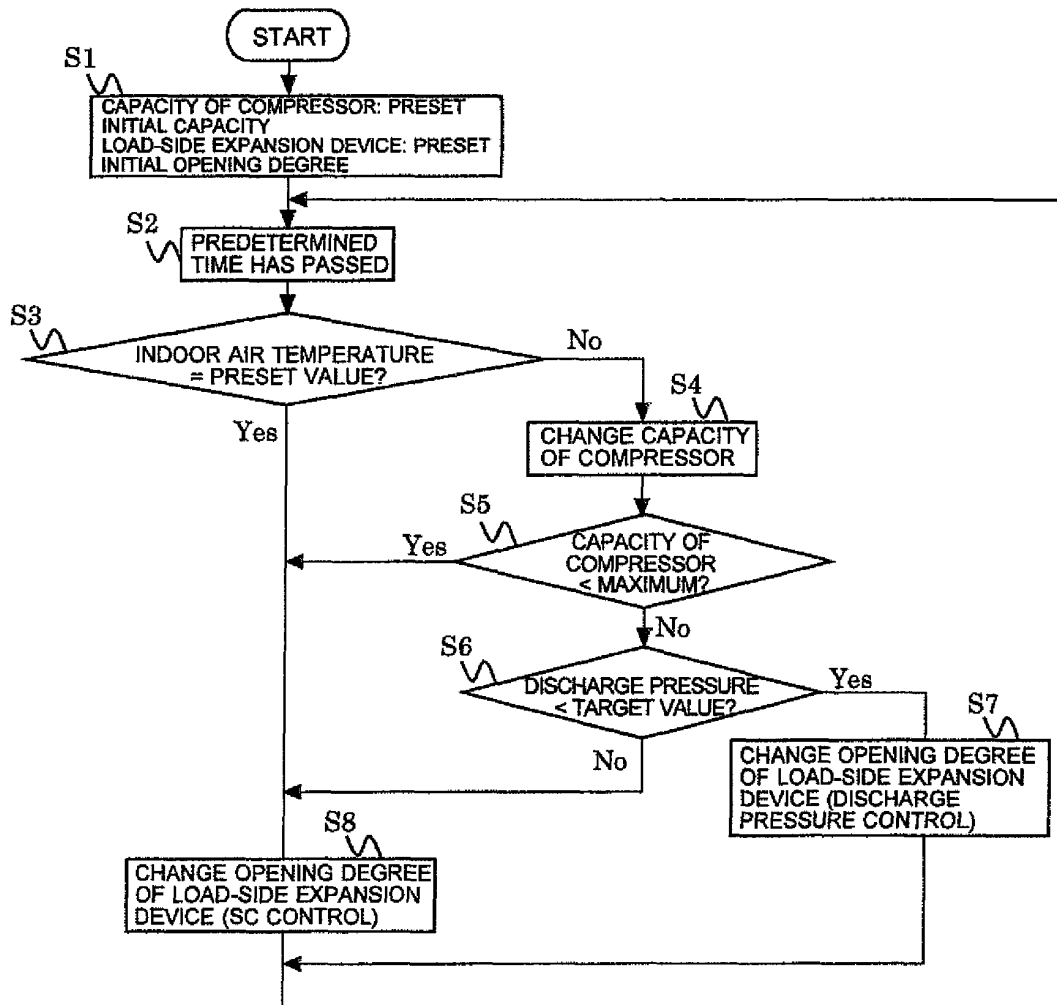 START
S1
CAPACITY OF COMPRESSOR: PRESET
INITIAL CAPACITY
LOAD-SIDE EXPANSION DEVICE: PRESET
INITIAL OPENING DEGREE
S2
PREDETERMINED
TIME HAS PASSED
S3
INDOOR AIR TEMPERATURE
= PRESET VALUE?
No
Yes
S4
CHANGE CAPACITY
OF COMPRESSOR
S5
CAPACITY OF
COMPRESSOR
< MAXIMUM?
Yes
No
S6
DISCHARGE PRESSURE
< TARGET VALUE?
Yes
No
S7
CHANGE OPENING DEGREE
OF LOAD-SIDE EXPANSION
DEVICE (DISCHARGE
PRESSURE CONTROL)
S8
CHANGE OPENING DEGREE
OF LOAD-SIDE EXPANSION
DEVICE (SC CONTROL)